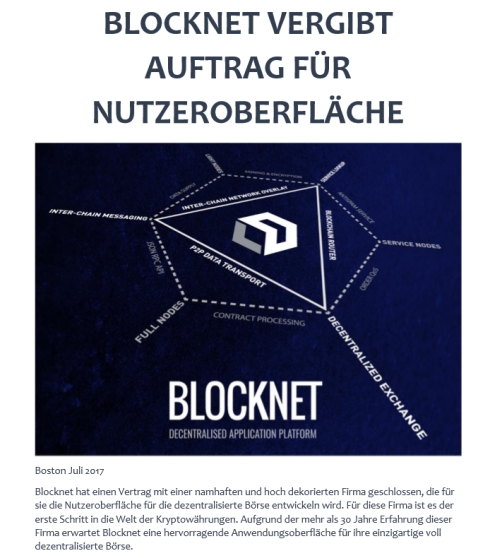 BLOCKNET VERGIBT
AUFTRAG FÜR
NUTZEROBERFLÄCHE
INTER-CHAIN NETWORK OVERLAY
INTER-CHAIN MESSAGING
BLOCKCHAIN ROUTER
SERVICE NODES
JSON RPC API
P2P DATA TRANSPORT
FULL NODES
CONTRACT PROCESSING
DECENTRALIZED EXCHANGE
BLOCKNET
DECENTRALISED APPLICATION PLATFORM
Boston Juli 2017
Blocknet hat einen Vertrag mit einer namhaften und hoch dekorierten Firma geschlossen, die für
sie die Nutzeroberfläche für die dezentralisierte Börse entwickeln wird. Für diese Firma ist es der
erste Schritt in die Welt der Kryptowährungen. Aufgrund der mehr als 30 Jahre Erfahrung dieser
Firma erwartet Blocknet eine hervorragende Anwendungsoberfläche für ihre einzigartige voll
dezentralisierte Börse.